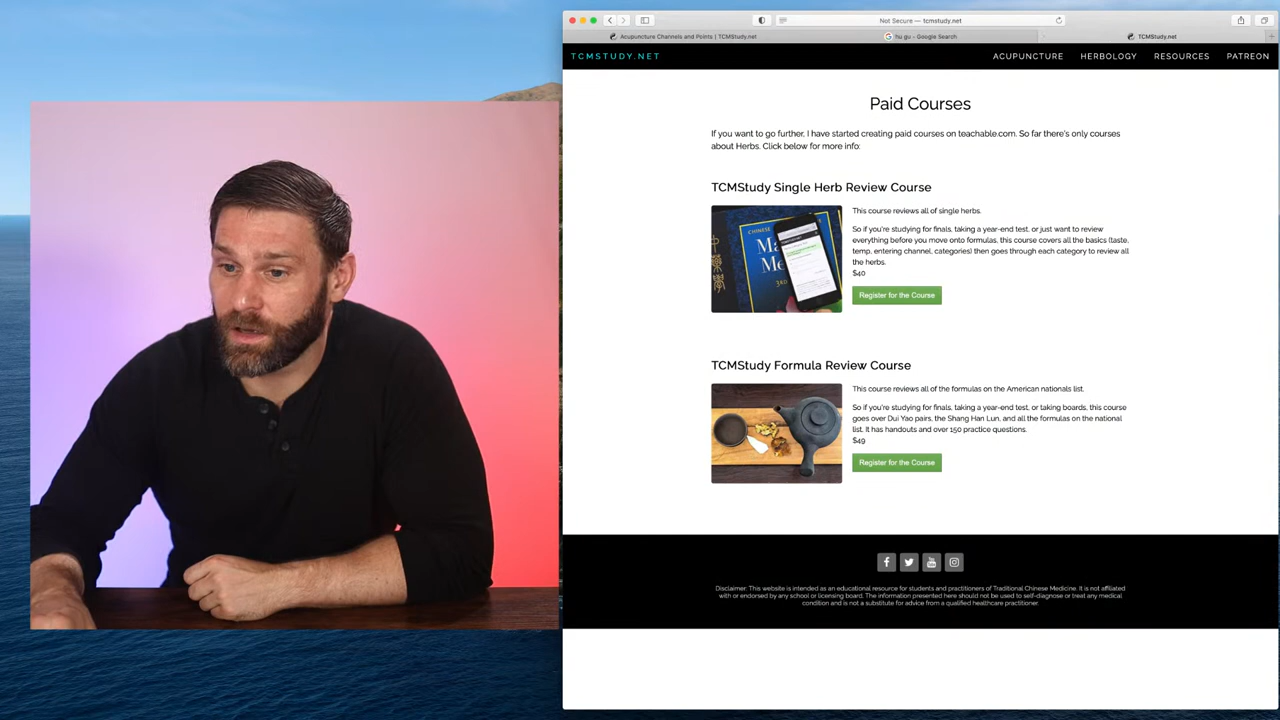 Not Secure — tcmstudy.net
Acupuncture Channels and Points | TCMStudy.net
hu gu - Google Search
TCMStudy.net
TCMSTUDY.NET
ACUPUNCTURE HERBOLOGY RESOURCES PATREON
Paid Courses
If you want to go further, I have started creating paid courses on teachable.com. So far there's only courses
about Herbs. Click below for more info:
TCMStudy Single Herb Review Course
This course reviews all of single herbs.
So if you're studying for finals, taking a year-end test, or just want to review
everything before you move onto formulas, this course covers all the basics (taste,
temp, entering channel, categories) then goes through each category to review all
the herbs.
$40
Register for the Course
CHINESE
3RD
TCMStudy Formula Review Course
This course reviews all of the formulas on the American nationals list.
So if you're studying for finals, taking a year-end test, or taking boards, this course
goes over Dui Yao pairs, the Shang Han Lun, and all the formulas on the national
list. It has handouts and over 150 practice questions.
$49
Register for the Course
Disclaimer: This website is intended as an educational resource for students and practitioners of Traditional Chinese Medicine. It is not affiliated
with or endorsed by any school or licensing board. The information presented here should not be used to self-diagnose or treat any medical
condition and is not a substitute for advice from a qualified healthcare practitioner.